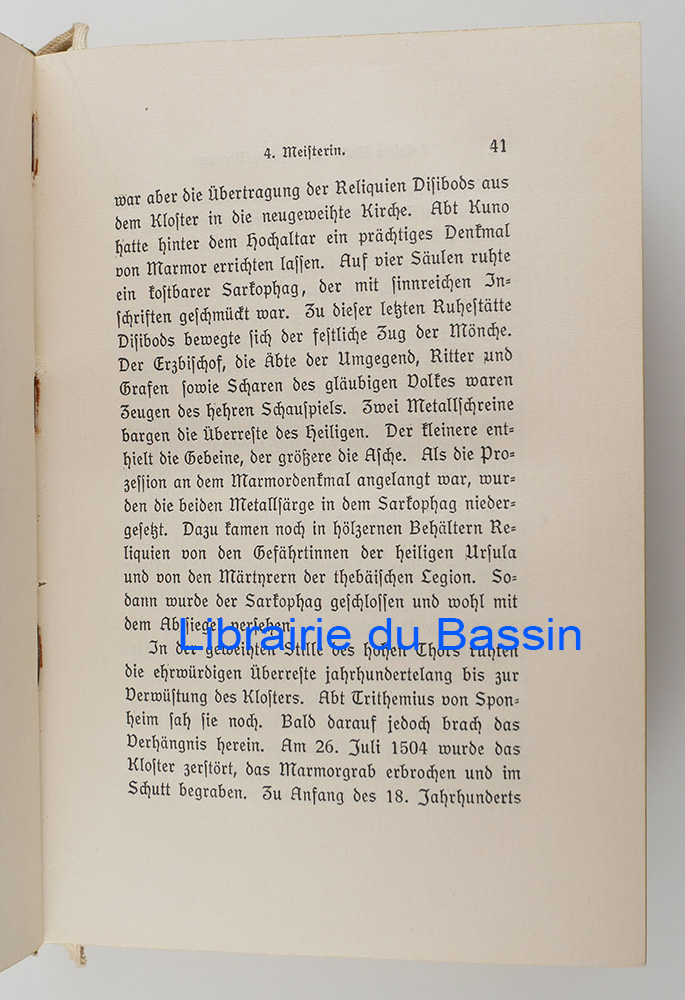 4. Meisterin. 41
war aber die Übertragung der Reliquien Disibods aus
dem Kloster in die neugeweihte Kirche. Abt Kuno
hatte hinter dem Hochaltar ein prächtiges Denkmal
von Marmor errichten lassen. Auf vier Säulen ruhte
ein kostbarer Sarkophag, der mit sinnreichen In-
schriften geschmückt war. Zu dieser letzten Ruhestätte
Disibods bewegte sich der festliche Zug der Mönche.
Der Erzbischof, die Äbte der Umgegend, Ritter und
Grafen sowie Scharen des gläubigen Volkes waren
Zeugen des hehren Schauspiels. Zwei Metallschreine
bargen die Überreste des Heiligen. Der kleinere ent-
hielt die Gebeine, der größere die Asche. Als die Pro-
zession an dem Marmordenkmal angelangt war, wur-
den die beiden Metallsärge in dem Sarkophag nieder-
gesetzt. Dazu kamen noch in hölzernen Behältern Re-
liquien von den Gefährtinnen der heiligen Ursula
und von den Märtyrern der thebäischen Legion. So-
dann wurde der Sarkophag geschlossen und wohl mit
dem Abtsiegel versehen.
Librairie du Bassin
In der geweihten Stille des hohen Chors ruhten
die ehrwürdigen Überreste jahrhundertelang bis zur
Verwüstung des Klosters. Abt Trithemius von Spon-
heim sah sie noch. Bald darauf jedoch brach das
Verhängnis herein. Am 26. Juli 1504 wurde das
Kloster zerstört, das Marmorgrab erbrochen und im
Schutt begraben. Zu Anfang des 18. Jahrhunderts